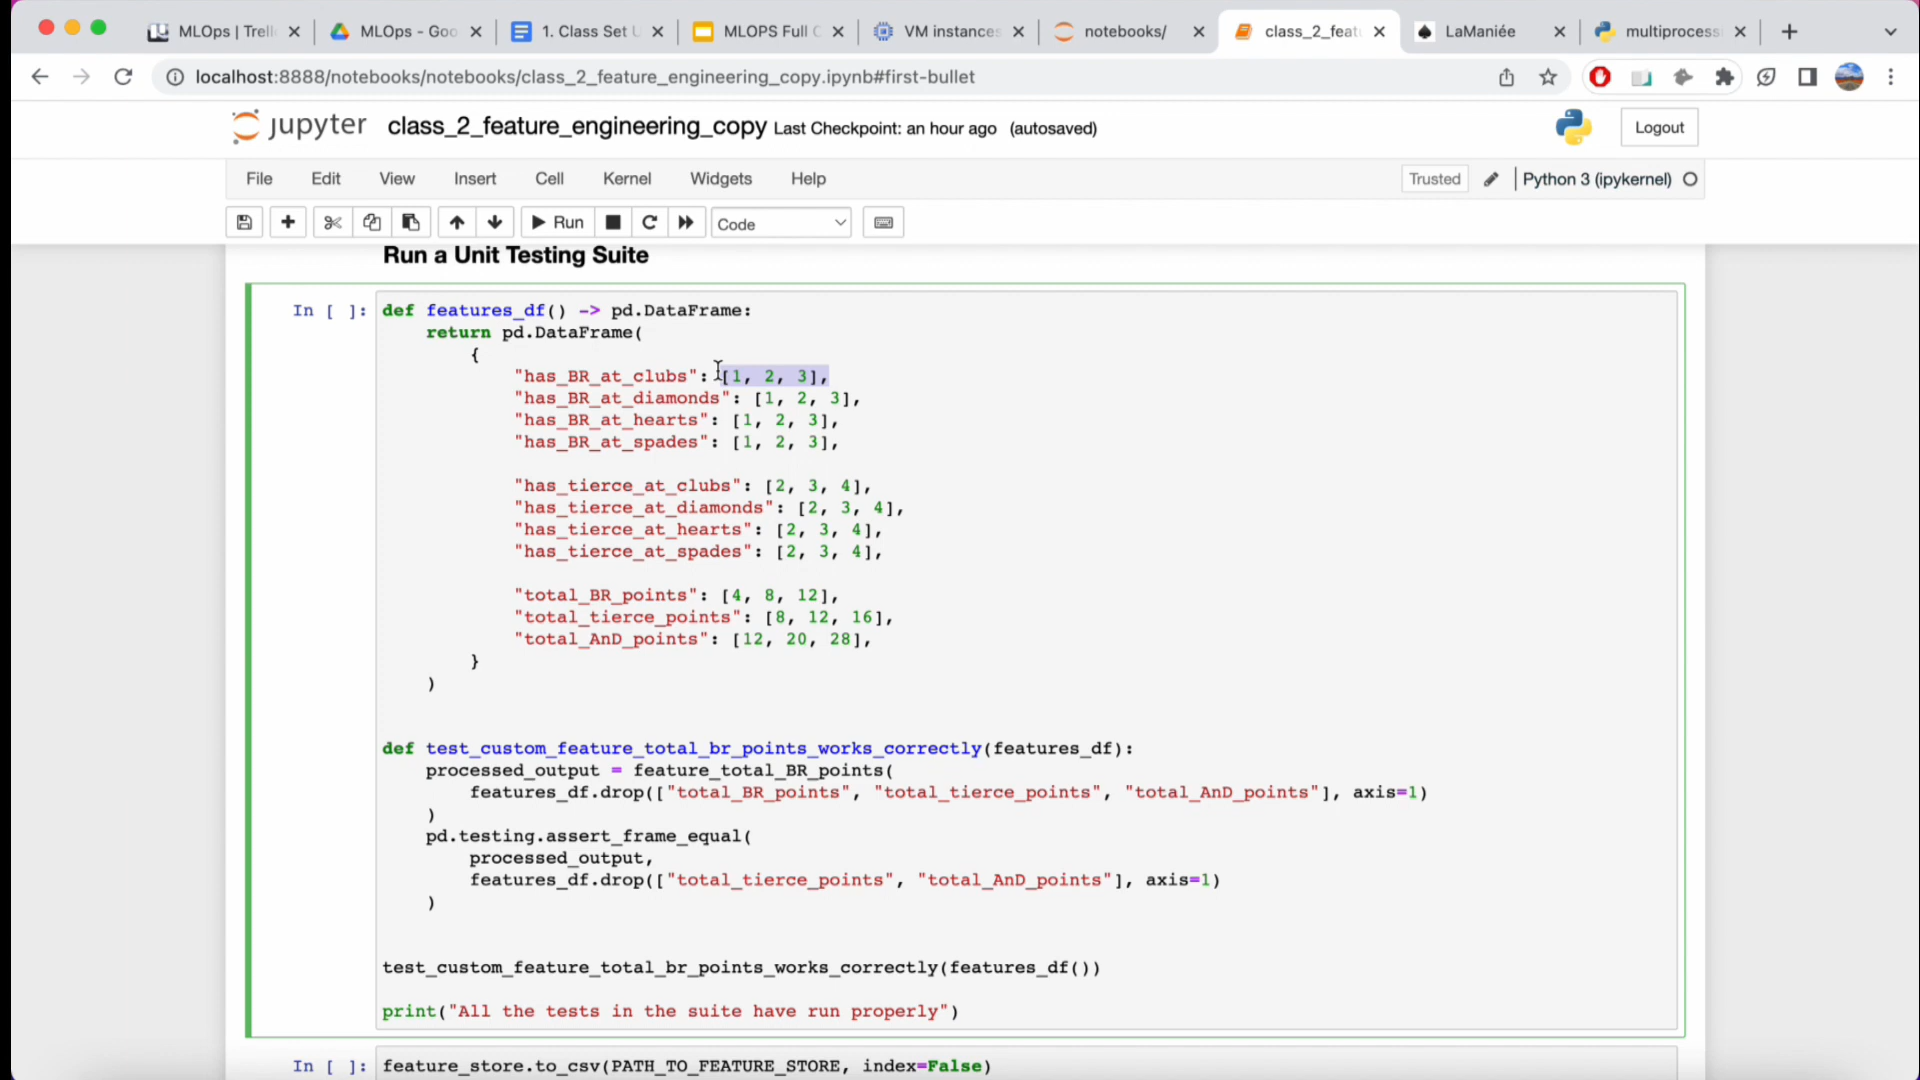 MLOps | Trell
MLOps - Goo
1. Class Set U
MLOPS Full C
VM instances
notebooks/
class_2_feat
LaManiée
multiprocess
localhost:8888/notebooks/notebooks/class_2_feature_engineering_copy.ipynb#first-bullet
jupyter class_2_feature_engineering_copy Last Checkpoint: an hour ago (autosaved)
Logout
File Edit View Insert Cell Kernel Widgets Help
Trusted
Python 3 (ipykernel)
Run
Code
Run a Unit Testing Suite
In [ ]: def features_df() -> pd.DataFrame:
    return pd.DataFrame(
        {
            "has_BR_at_clubs": [1, 2, 3],
            "has_BR_at_diamonds": [1, 2, 3],
            "has_BR_at_hearts": [1, 2, 3],
            "has_BR_at_spades": [1, 2, 3],
            "has_tierce_at_clubs": [2, 3, 4],
            "has_tierce_at_diamonds": [2, 3, 4],
            "has_tierce_at_hearts": [2, 3, 4],
            "has_tierce_at_spades": [2, 3, 4],
            "total_BR_points": [4, 8, 12],
            "total_tierce_points": [8, 12, 16],
            "total_AnD_points": [12, 20, 28],
        }
    )
def test_custom_feature_total_br_points_works_correctly(features_df):
    processed_output = feature_total_BR_points(
        features_df.drop(["total_BR_points", "total_tierce_points", "total_AnD_points"], axis=1)
    )
    pd.testing.assert_frame_equal(
        processed_output,
        features_df.drop(["total_tierce_points", "total_AnD_points"], axis=1)
    )
test_custom_feature_total_br_points_works_correctly(features_df())
print("All the tests in the suite have run properly")
In [ ]: feature_store.to_csv(PATH_TO_FEATURE_STORE, index=False)